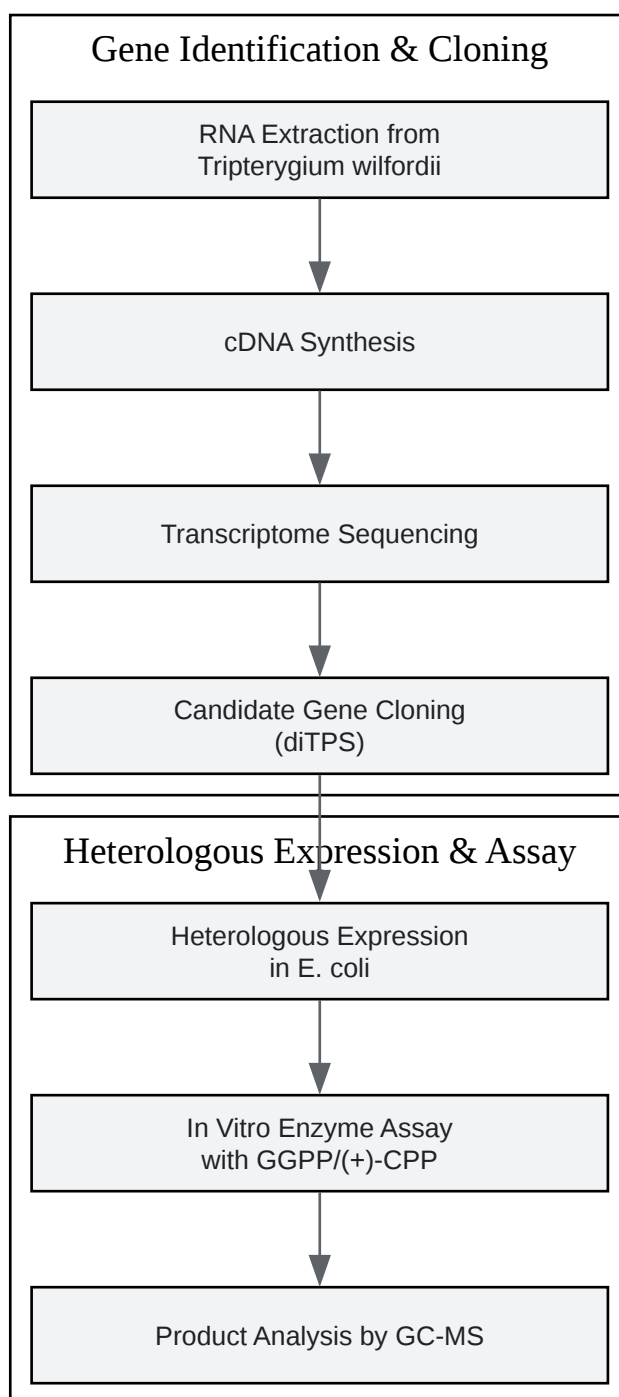 Gene Identification & Cloning
RNA Extraction from
Tripterygium wilfordii
cDNA Synthesis
Transcriptome Sequencing
Candidate Gene Cloning
(diTPS)
Heterologous Expression & Assay
Heterologous Expression
in E. coli
In Vitro Enzyme Assay
with GGPP/(+)-CPP
Product Analysis by GC-MS